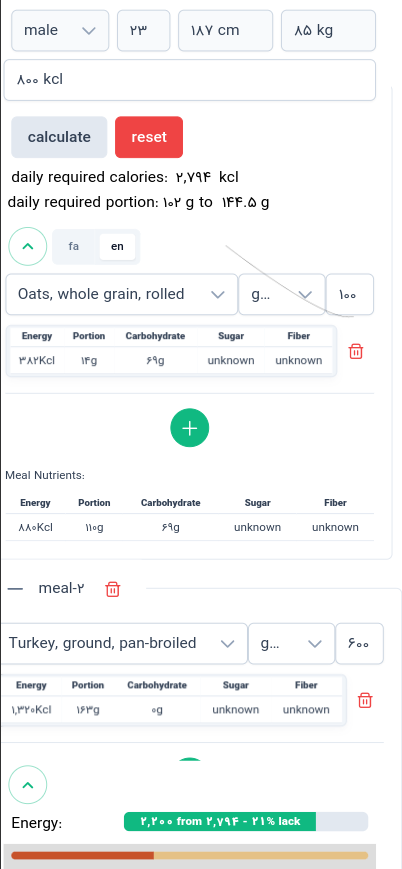 male ۲۳ ۱۸۷ cm ۸۵ kg
۸۰۰ kcl
calculate reset
daily required calories: ۲,۷۹۴ kcl
daily required portion: ۱۰۲ g to ۱۴۴.۵ g
fa en
Oats, whole grain, rolled g... ۱۰۰
Energy Portion Carbohydrate Sugar Fiber
۳۸۲Kcl ۱۴g ۶۹g unknown unknown
Meal Nutrients:
Energy Portion Carbohydrate Sugar Fiber
۸۸۰Kcl ۱۱۰g ۶۹g unknown unknown
meal-۲
Turkey, ground, pan-broiled g... ۶۰۰
Energy Portion Carbohydrate Sugar Fiber
۱,۳۲۰Kcl ۱۶۳g ۰g unknown unknown
Energy: ۲,۲۰۰ from ۲,۷۹۴ - ۲۱% lack